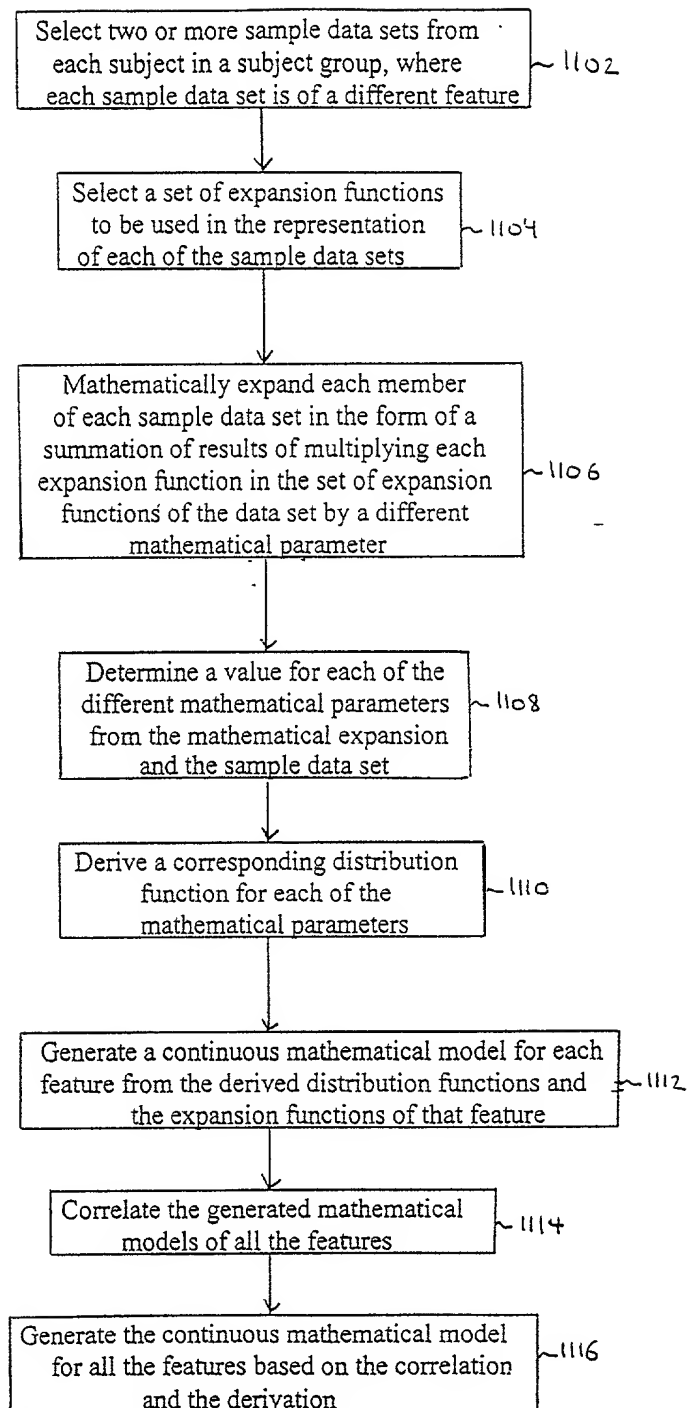 Select two or more sample data sets from
each subject in a subject group, where
each sample data set is of a different feature
1102
Select a set of expansion functions
to be used in the representation
of each of the sample data sets
1104
Mathematically expand each member
of each sample data set in the form of a
summation of results of multiplying each
expansion function in the set of expansion
functions of the data set by a different
mathematical parameter
1106
Determine a value for each of the
different mathematical parameters
from the mathematical expansion
and the sample data set
1108
Derive a corresponding distribution
function for each of the
mathematical parameters
1110
Generate a continuous mathematical model for each
feature from the derived distribution functions and
the expansion functions of that feature
1112
Correlate the generated mathematical
models of all the features
1114
Generate the continuous mathematical model
for all the features based on the correlation
and the derivation
1116